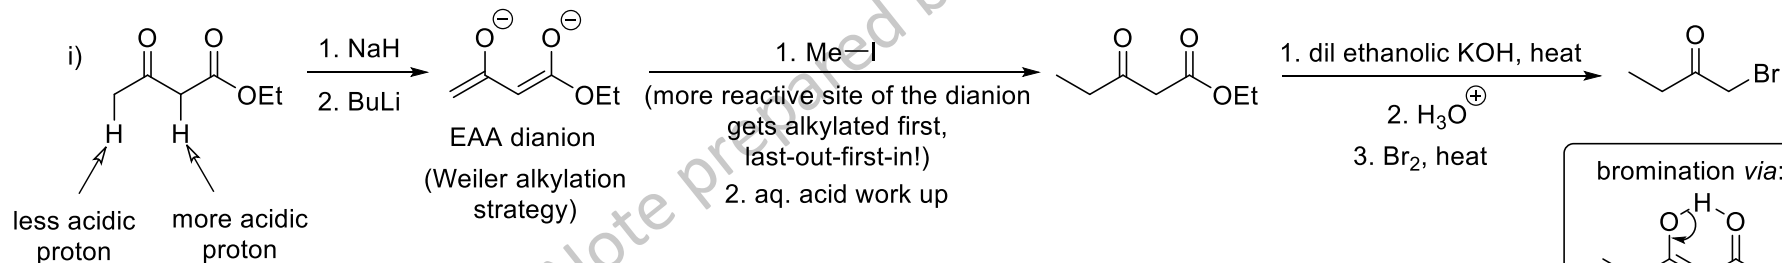 i)
O O
OEt
H H
less acidic
proton
more acidic
proton
1. NaH
2. BuLi
⊖ ⊖
O O
OEt
EAA dianion
(Weiler alkylation
strategy)
1. Me—I
(more reactive site of the dianion
gets alkylated first,
last-out-first-in!)
2. aq. acid work up
O O
OEt
1. dil ethanolic KOH, heat
2. H3O⊕
3. Br2, heat
O
Br
bromination via:
H
O O
Note prepared b